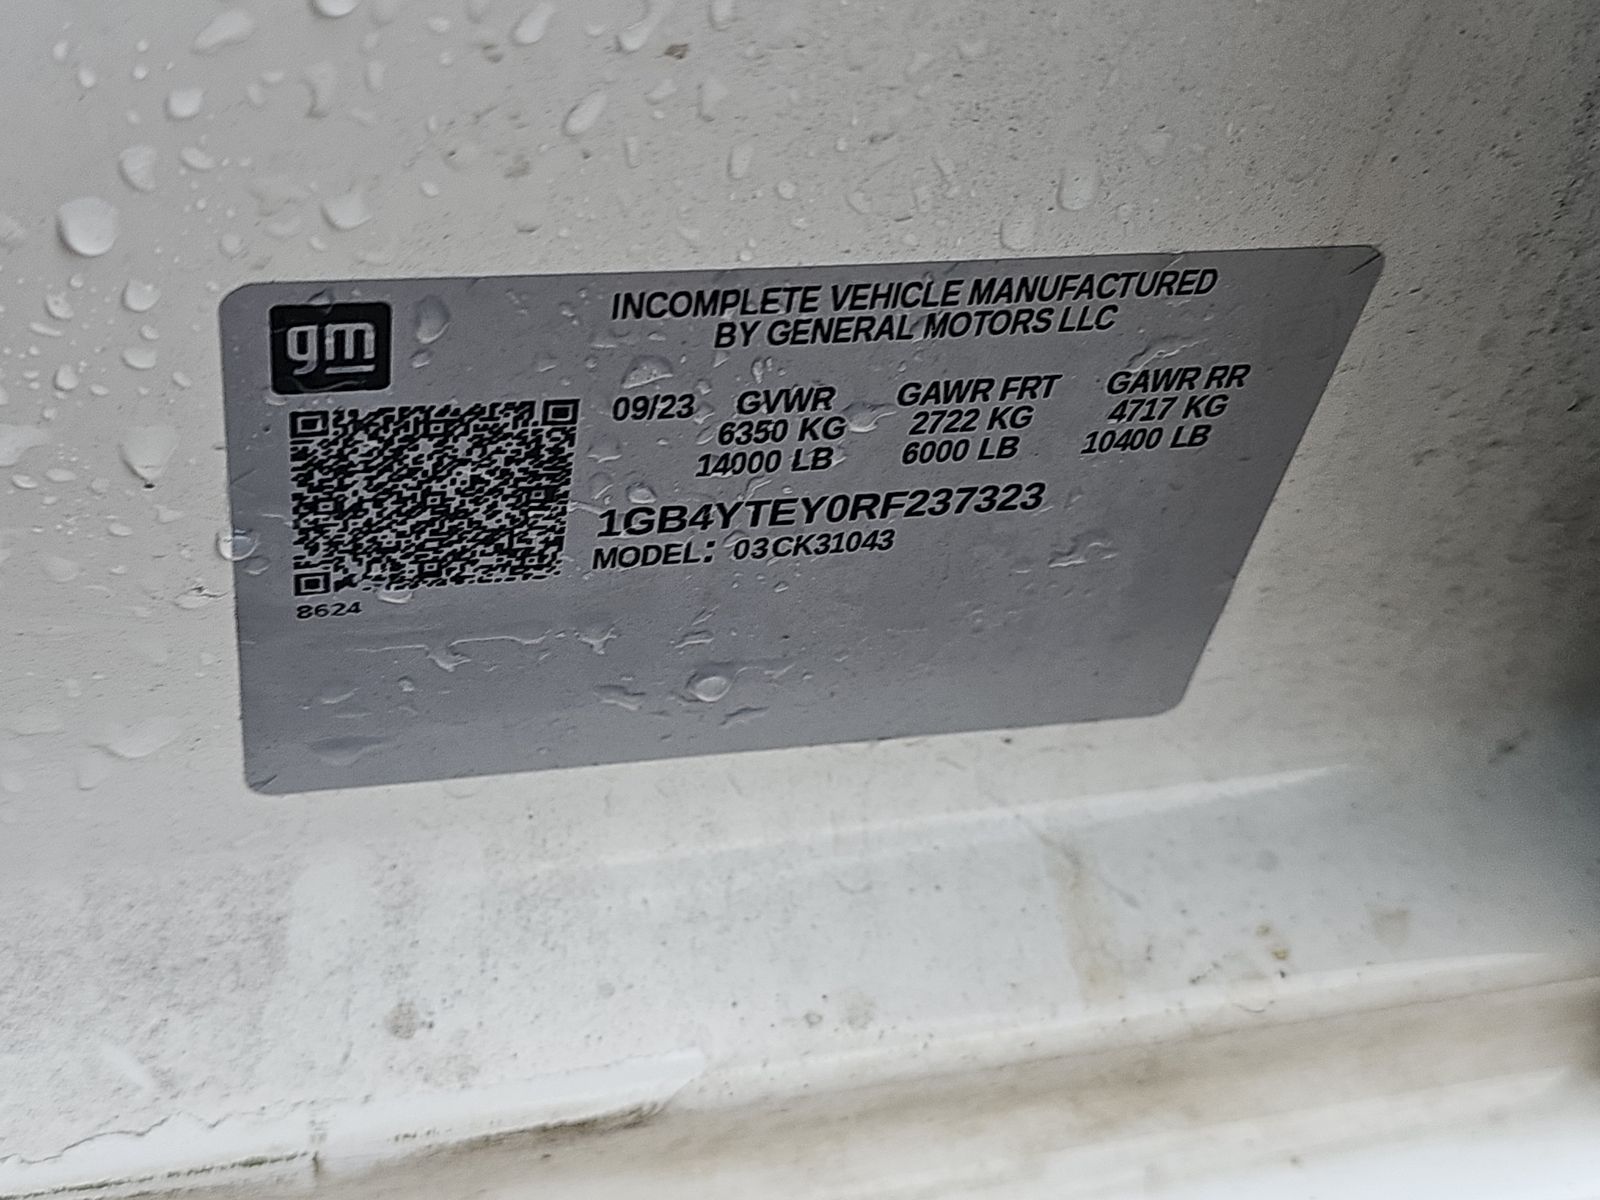 gm
INCOMPLETE VEHICLE MANUFACTURED
BY GENERAL MOTORS LLC
09/23 GVWR GAWR FRT GAWR RR
6350 KG 2722 KG 4717 KG
14000 LB 6000 LB 10400 LB
1GB4YTEY0RF237323
MODEL: 03CK31043
8624